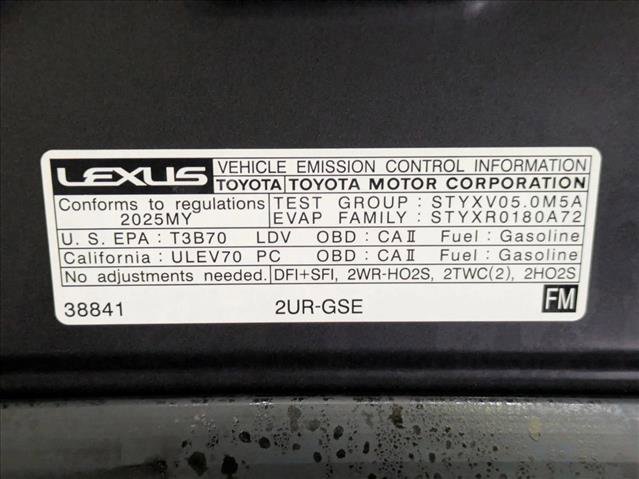 LEXUS VEHICLE EMISSION CONTROL INFORMATION
TOYOTA TOYOTA MOTOR CORPORATION
Conforms to regulations TEST GROUP : STYXV05.0M5A
2025MY EVAP FAMILY : STYXR0180A72
U. S. EPA : T3B70 LDV OBD : CAⅡ Fuel : Gasoline
California : ULEV70 PC OBD : CAⅡ Fuel : Gasoline
No adjustments needed. DFI+SFI, 2WR-HO2S, 2TWC(2), 2HO2S
38841 2UR-GSE FM